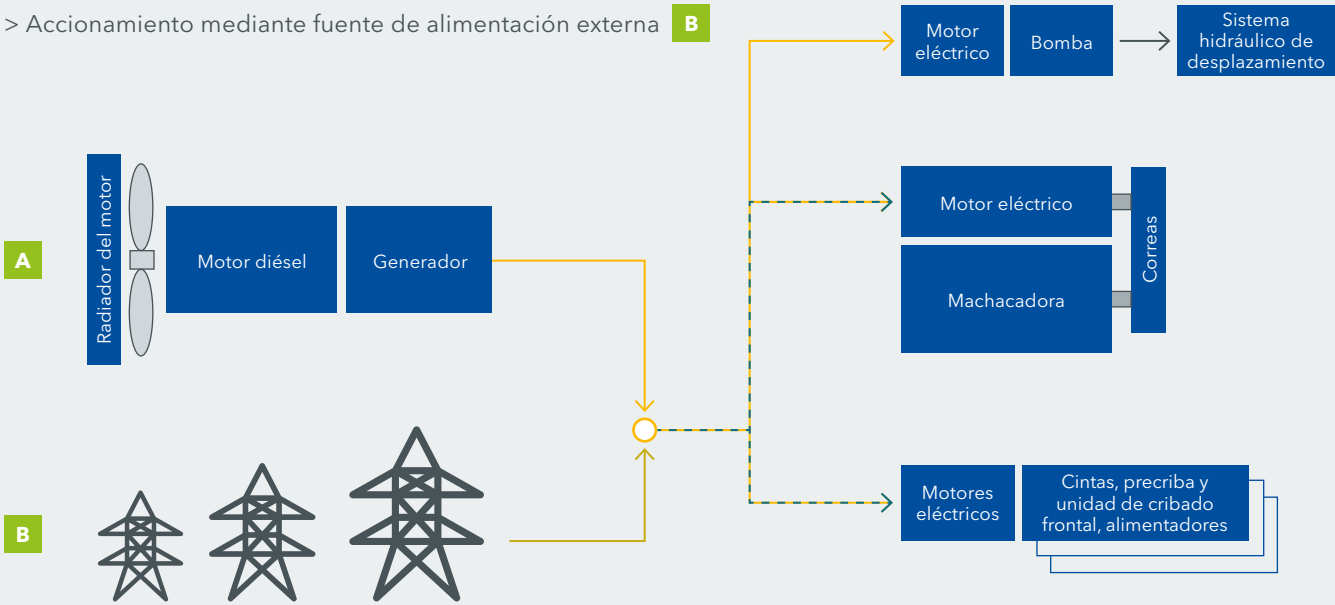 > Accionamiento mediante fuente de alimentación externa B
Motor
eléctrico
Bomba
Sistema
hidráulico de
desplazamiento
A
Radiador del motor
Motor diésel
Generador
Motor eléctrico
Machacadora
Correas
B
Motores
eléctricos
Cintas, precriba y
unidad de cribado
frontal, alimentadores